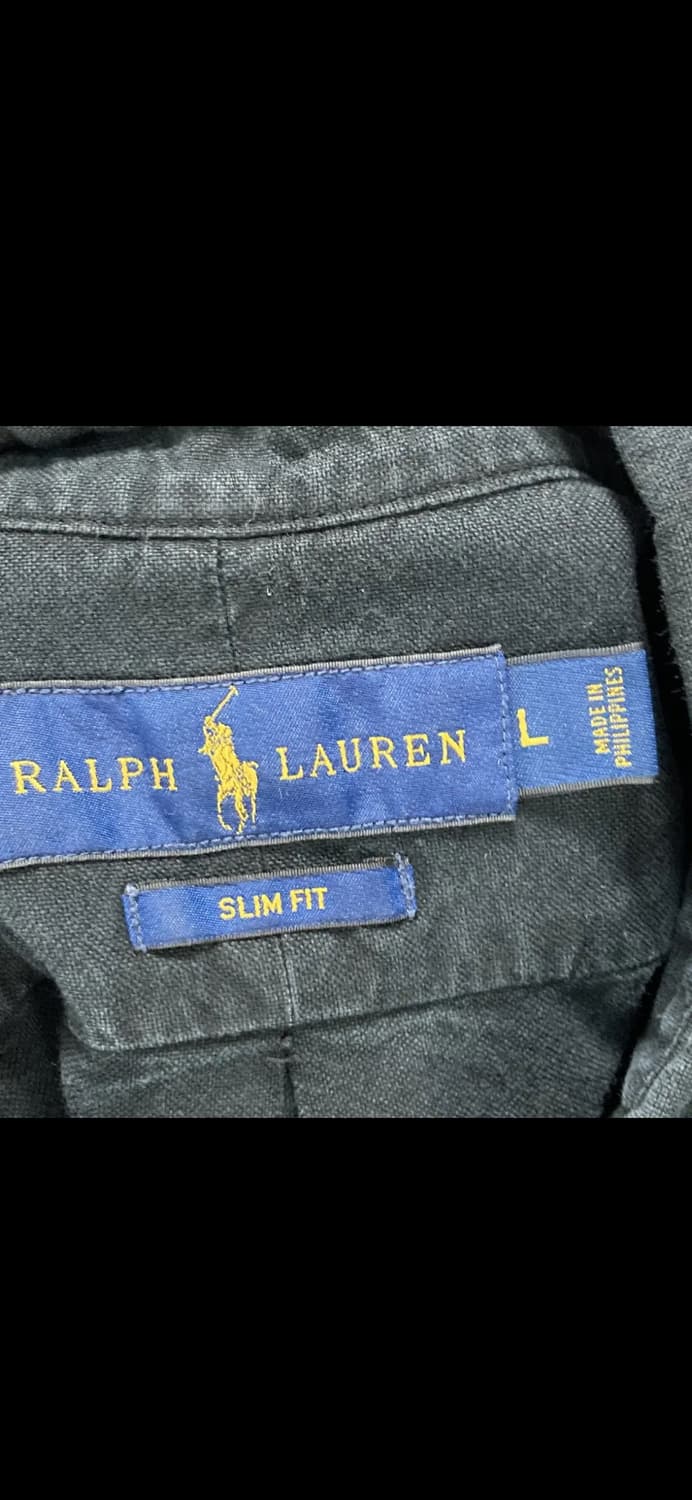 RALPH LAUREN
L
MADE IN
PHILIPPINES
SLIM FIT